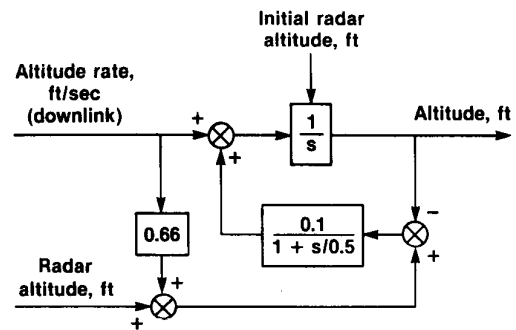 Initial radar
altitude, ft
Altitude rate,
ft/sec
(downlink)
Altitude, ft
+
+
1
s
−
0.1
1 + s/0.5
0.66
+
Radar
altitude, ft
+
+